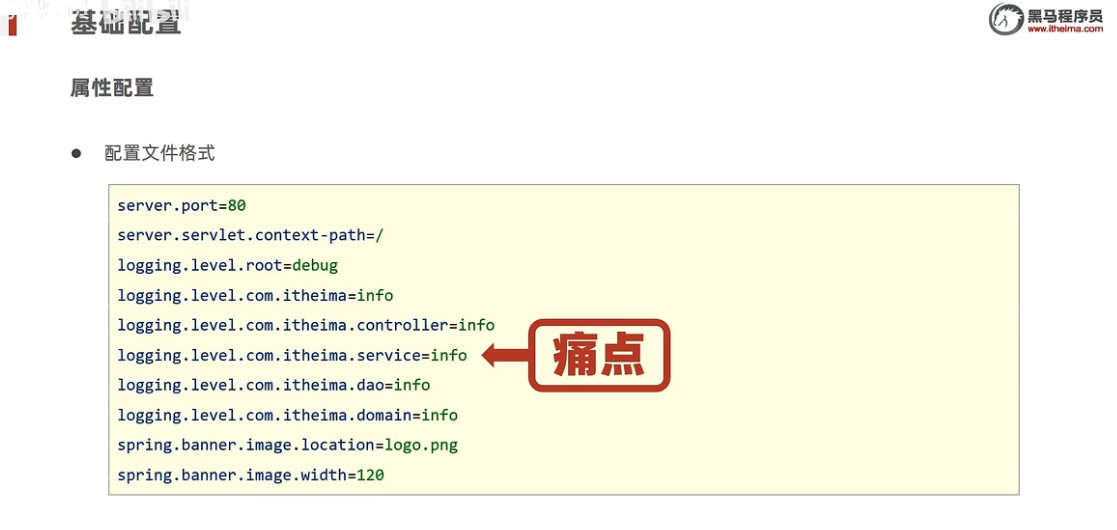 基础配置
黑马程序员
www.itheima.com
属性配置
● 配置文件格式
server.port=80
server.servlet.context-path=/
logging.level.root=debug
logging.level.com.itheima=info
logging.level.com.itheima.controller=info
logging.level.com.itheima.service=info
痛点
logging.level.com.itheima.dao=info
logging.level.com.itheima.domain=info
spring.banner.image.location=logo.png
spring.banner.image.width=120